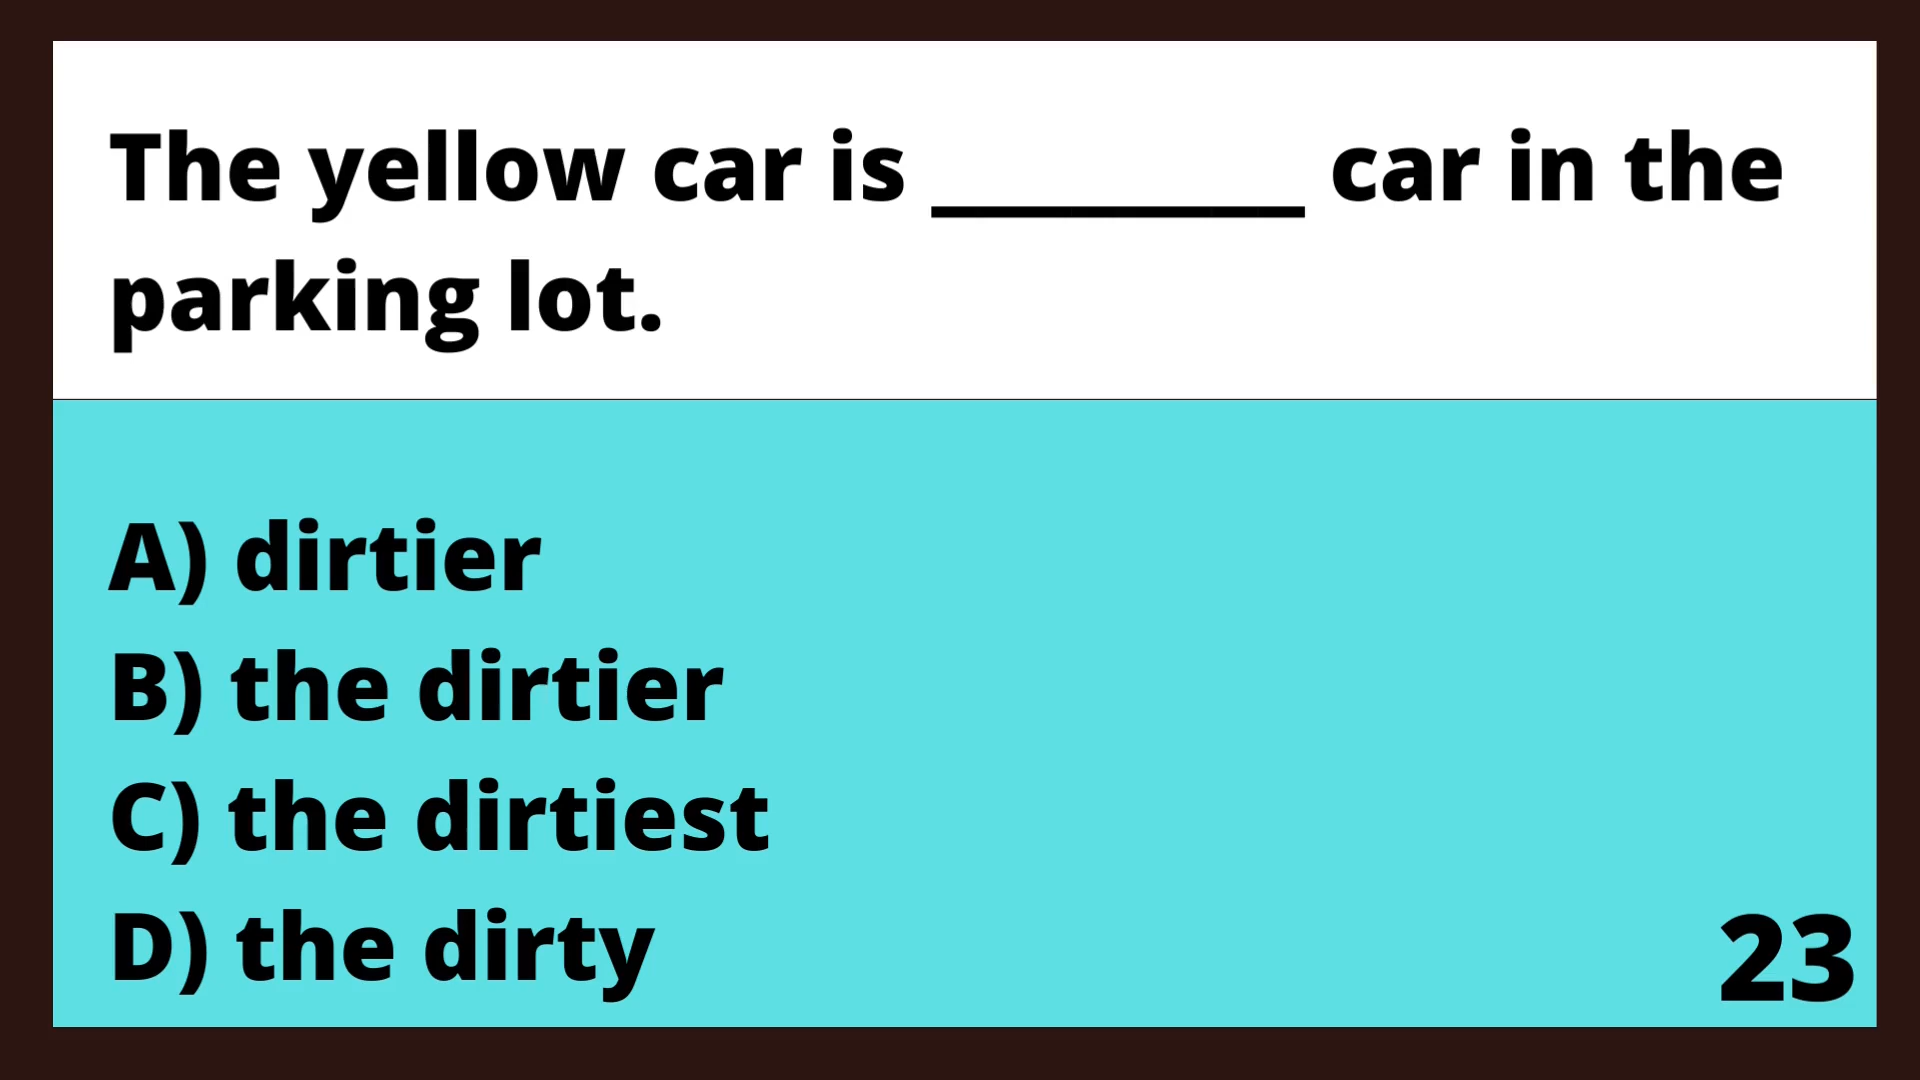 The yellow car is ________ car in the
parking lot.
A) dirtier
B) the dirtier
C) the dirtiest
D) the dirty
23